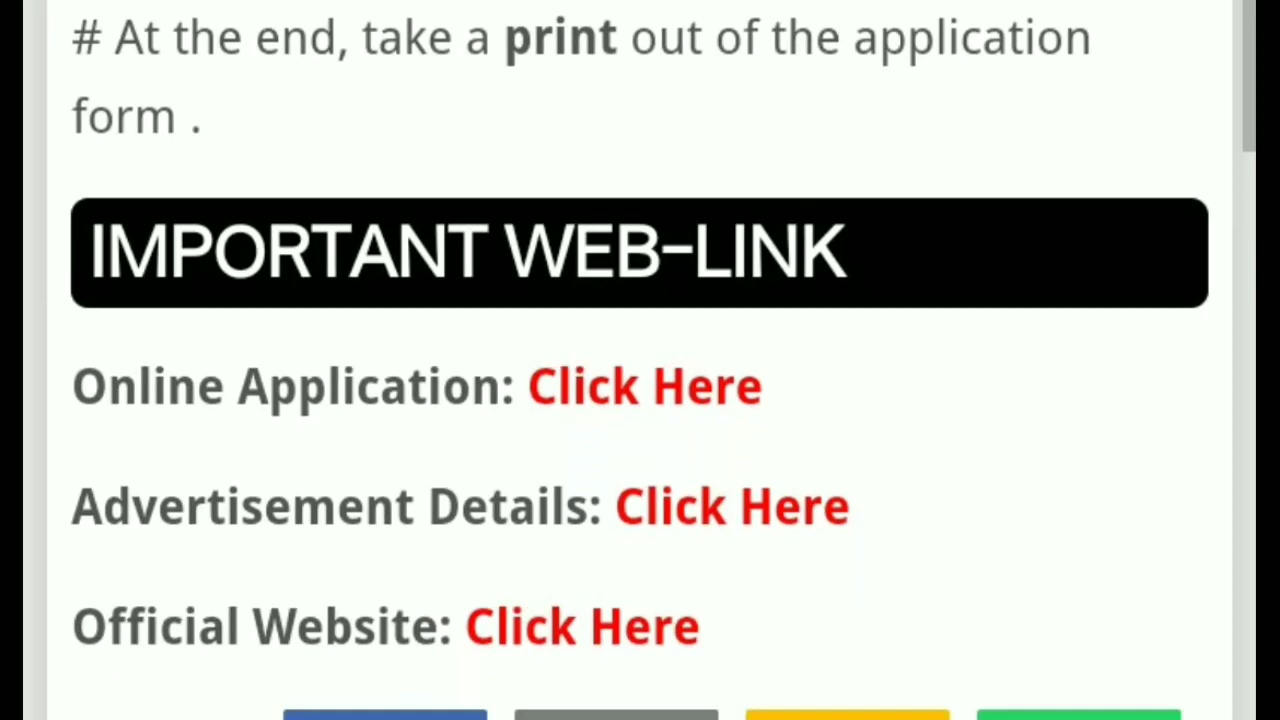 # At the end, take a print out of the application
form .
IMPORTANT WEB-LINK
Online Application: Click Here
Advertisement Details: Click Here
Official Website: Click Here